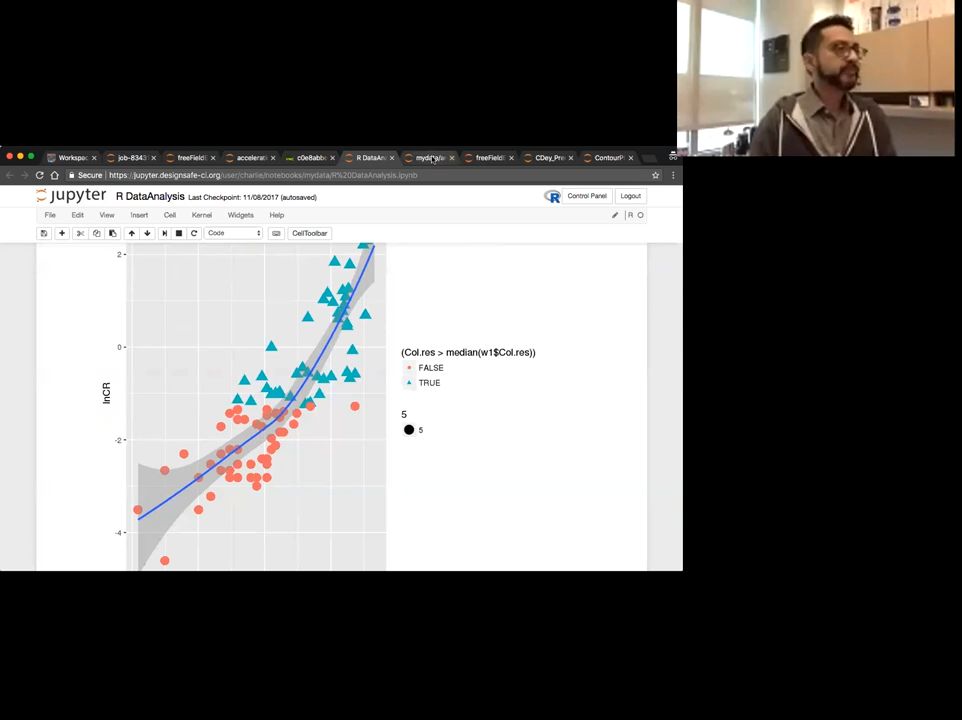 Workspac job-8343 freeField accelerat c0e8abb R DataAn mydata/ freeField CDey_Pre ContourP
Secure https://jupyter.designsafe-ci.org/user/charlie/notebooks/mydata/R%20DataAnalysis.ipynb
jupyter R DataAnalysis Last Checkpoint: 11/08/2017 (autosaved) R Control Panel Logout
File Edit View Insert Cell Kernel Widgets Help R
Code CellToolbar
2
0
-2
-4
lnCR
(Col.res > median(w1$Col.res))
FALSE
TRUE
5
5